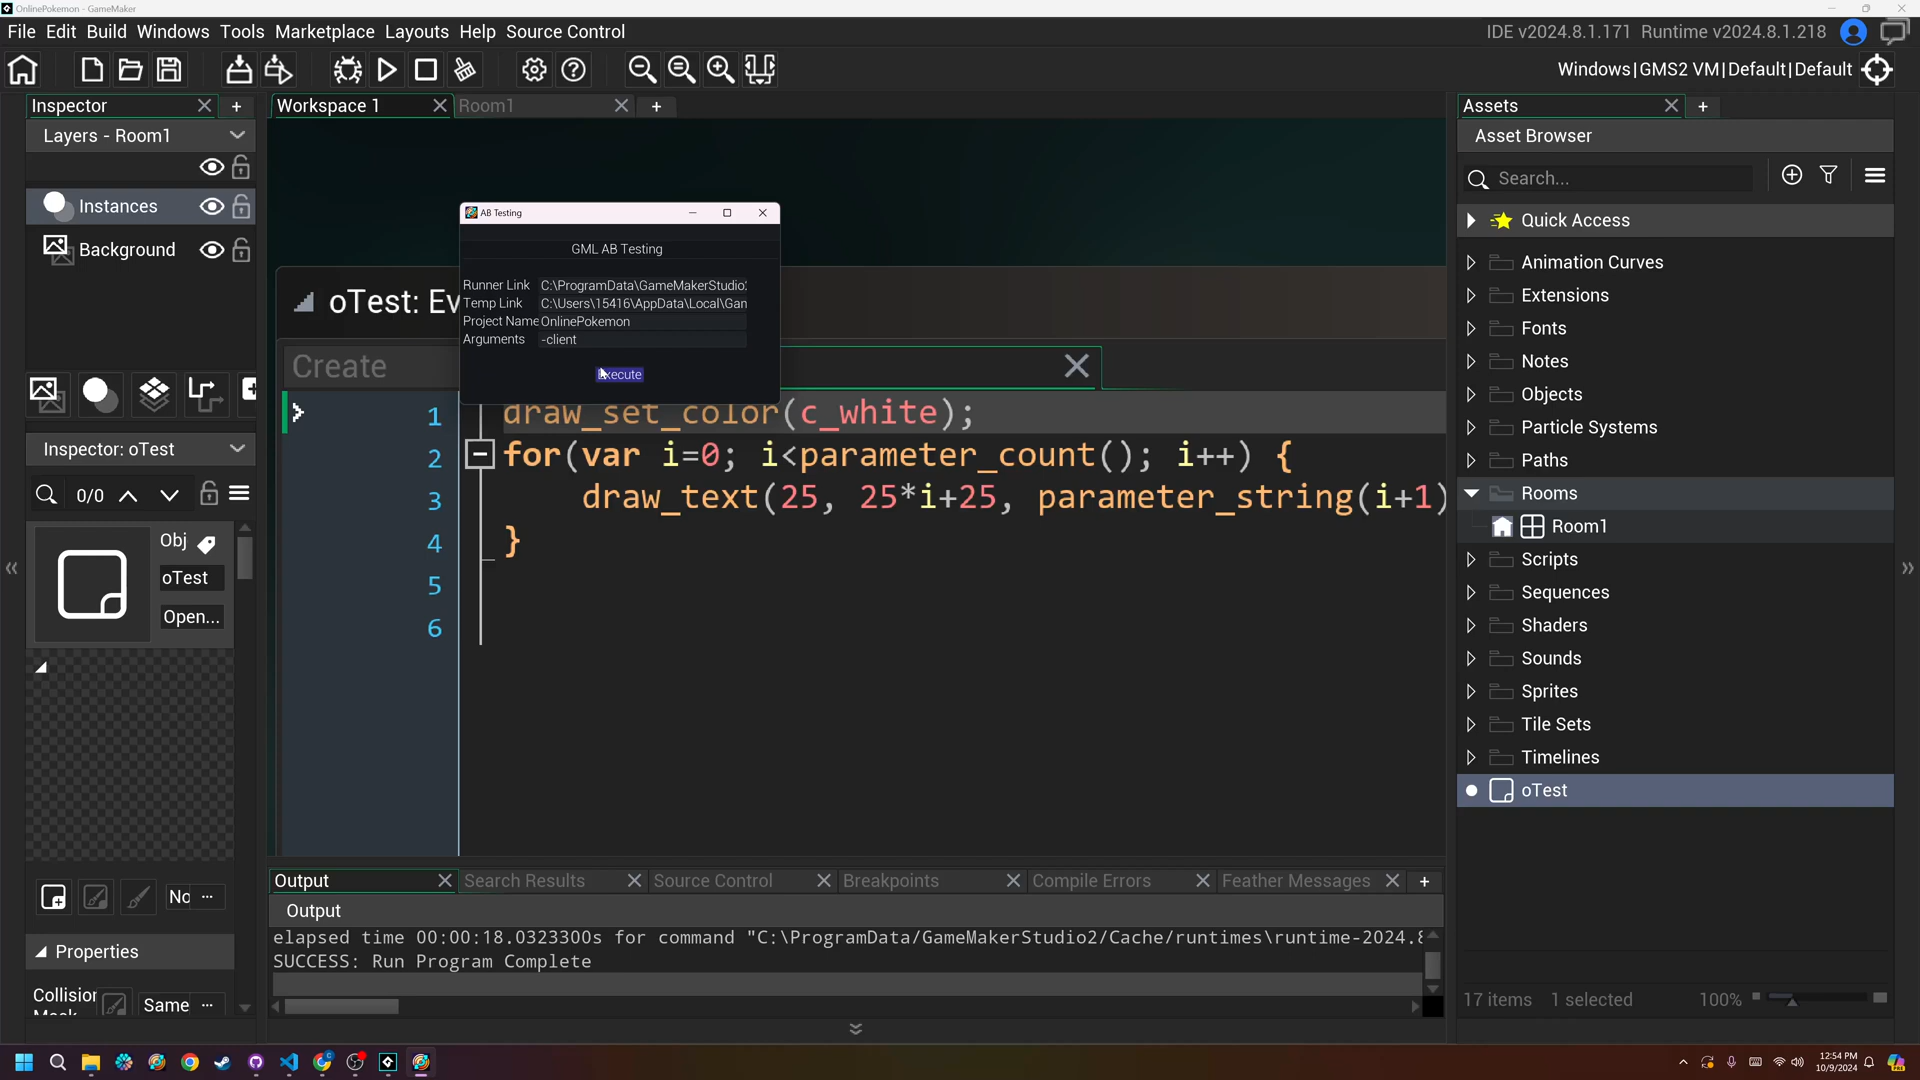 OnlinePokemon - GameMaker
File Edit Build Windows Tools Marketplace Layouts Help Source Control
IDE v2024.8.1.171 Runtime v2024.8.1.218
Windows|GMS2 VM|Default|Default
Inspector
Workspace 1
Room1
Assets
Layers - Room1
Asset Browser
Search...
Instances
Background
Quick Access
Animation Curves
Extensions
Fonts
Notes
Objects
Particle Systems
Paths
Rooms
Room1
Scripts
Sequences
Shaders
Sounds
Sprites
Tile Sets
Timelines
oTest
AB Testing
GML AB Testing
Runner Link C:\ProgramData\GameMakerStudio
Temp Link C:\Users\15416\AppData\Local\Gan
Project Name OnlinePokemon
Arguments -client
xecute
oTest: Ev
Create
1 draw_set_color(c_white);
2 for(var i=0; i<parameter_count(); i++) {
3 draw_text(25, 25*i+25, parameter_string(i+1)
4 }
5
6
Inspector: oTest
0/0
Obj
oTest
Open...
No ...
Properties
Collision
Mask
Same ...
Output
Search Results
Source Control
Breakpoints
Compile Errors
Feather Messages
Output
elapsed time 00:00:18.0323300s for command "C:\ProgramData/GameMakerStudio2/Cache/runtimes\runtime-2024.8
SUCCESS: Run Program Complete
17 items 1 selected 100%
12:54 PM
10/9/2024